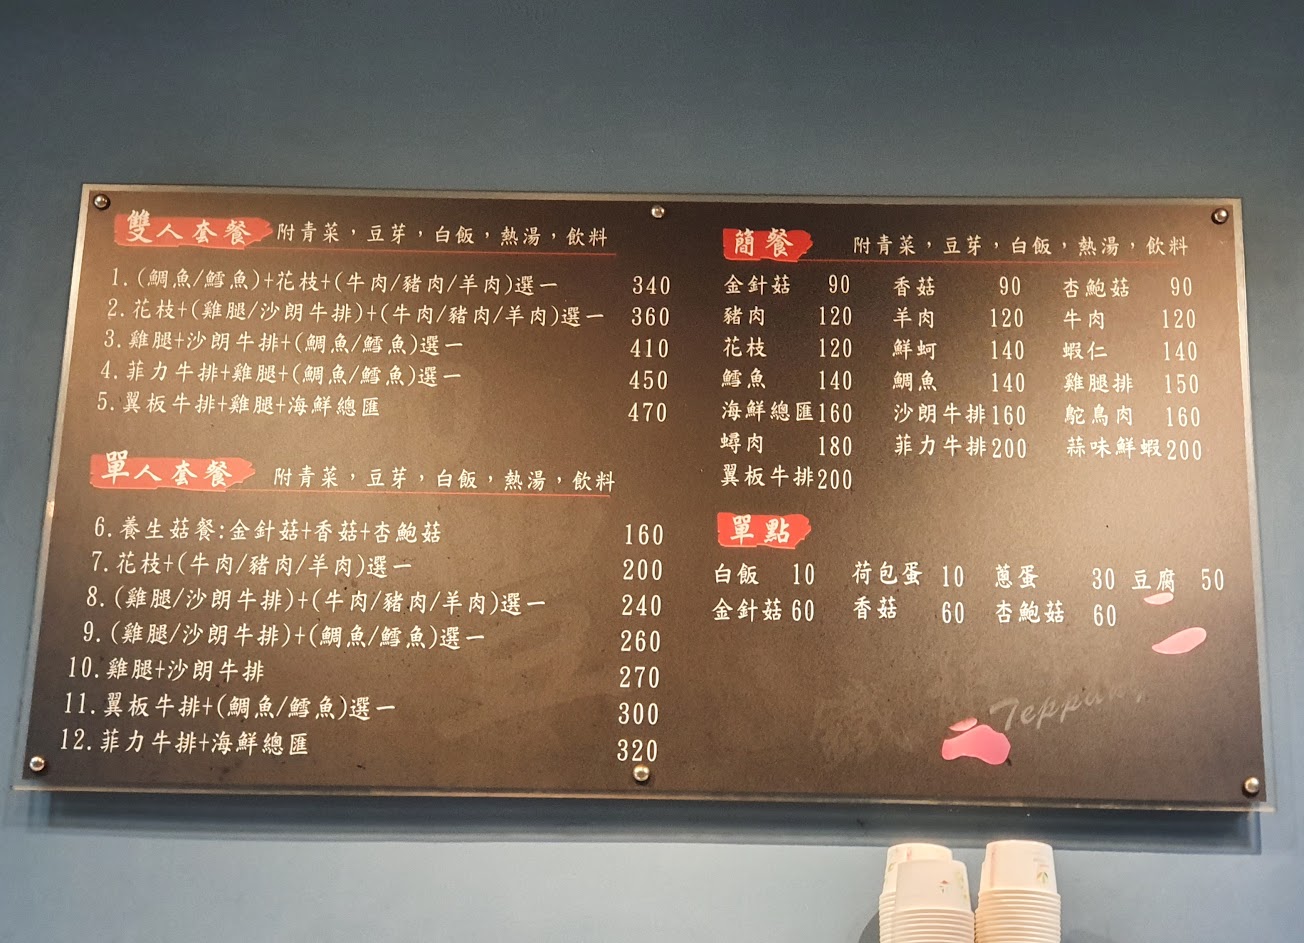 雙人套餐 附青菜，豆芽，白飯，熱湯，飲料
1.(鯛魚/鱈魚)+花枝+(牛肉/豬肉/羊肉)選一 340
2.花枝+(雞腿/沙朗牛排)+(牛肉/豬肉/羊肉)選一 360
3.雞腿+沙朗牛排+(鯛魚/鱈魚)選一 410
4.菲力牛排+雞腿+(鯛魚/鱈魚)選一 450
5.翼板牛排+雞腿+海鮮總匯 470
單人套餐 附青菜，豆芽，白飯，熱湯，飲料
6.養生菇餐:金針菇+香菇+杏鮑菇 160
7.花枝+(牛肉/豬肉/羊肉)選一 200
8.(雞腿/沙朗牛排)+(牛肉/豬肉/羊肉)選一 240
9.(雞腿/沙朗牛排)+(鯛魚/鱈魚)選一 260
10.雞腿+沙朗牛排 270
11.翼板牛排+(鯛魚/鱈魚)選一 300
12.菲力牛排+海鮮總匯 320
簡餐 附青菜，豆芽，白飯，熱湯，飲料
金針菇 90 香菇 90 杏鮑菇 90
豬肉 120 羊肉 120 牛肉 120
花枝 120 鮮蚵 140 蝦仁 140
鱈魚 140 鯛魚 140 雞腿排 150
海鮮總匯 160 沙朗牛排 160 鴕鳥肉 160
蟳肉 180 菲力牛排 200 蒜味鮮蝦 200
翼板牛排 200
單點
白飯 10 荷包蛋 10 蔥蛋 30 豆腐 50
金針菇 60 香菇 60 杏鮑菇 60